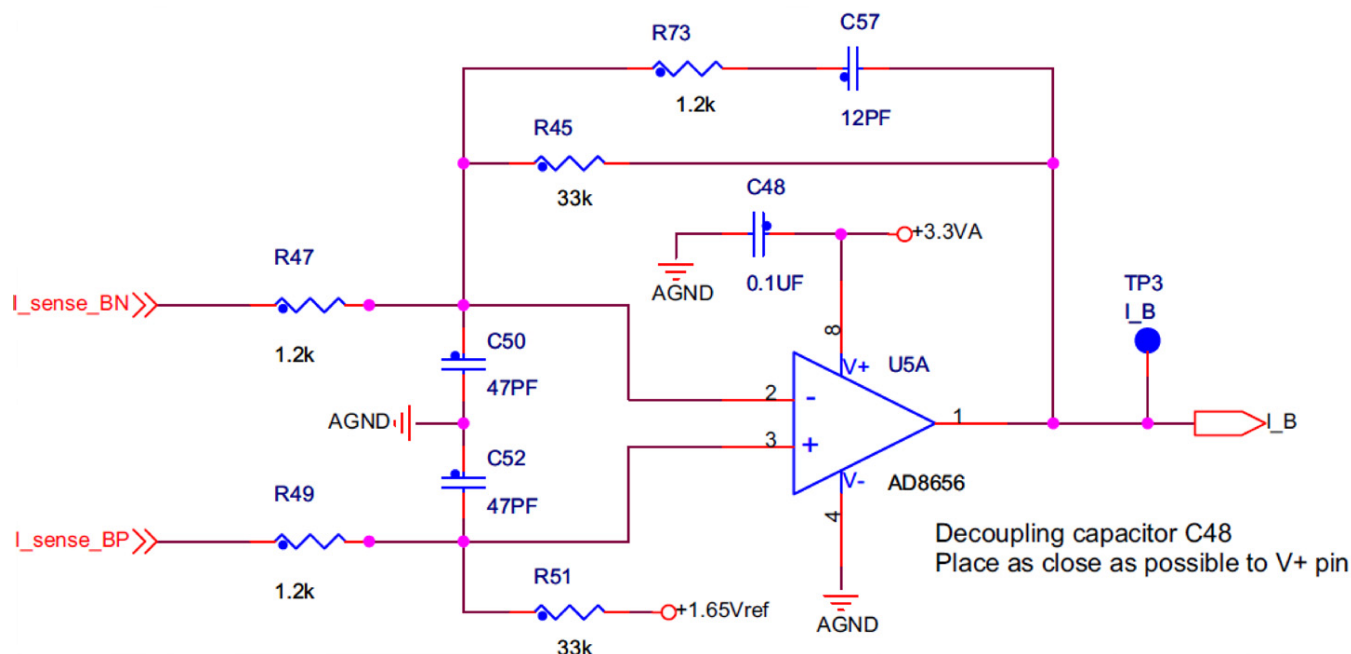 C57
R73
1.2k
12PF
R45
33k
C48
+3.3VA
0.1UF
AGND
R47
I_sense_BN
1.2k
TP3
I_B
8
C50
47PF
V+
U5A
2
-
AGND
1
I_B
3
+
C52
47PF
V-
AD8656
R49
I_sense_BP
1.2k
4
Decoupling capacitor C48
Place as close as possible to V+ pin
R51
+1.65Vref
33k
AGND